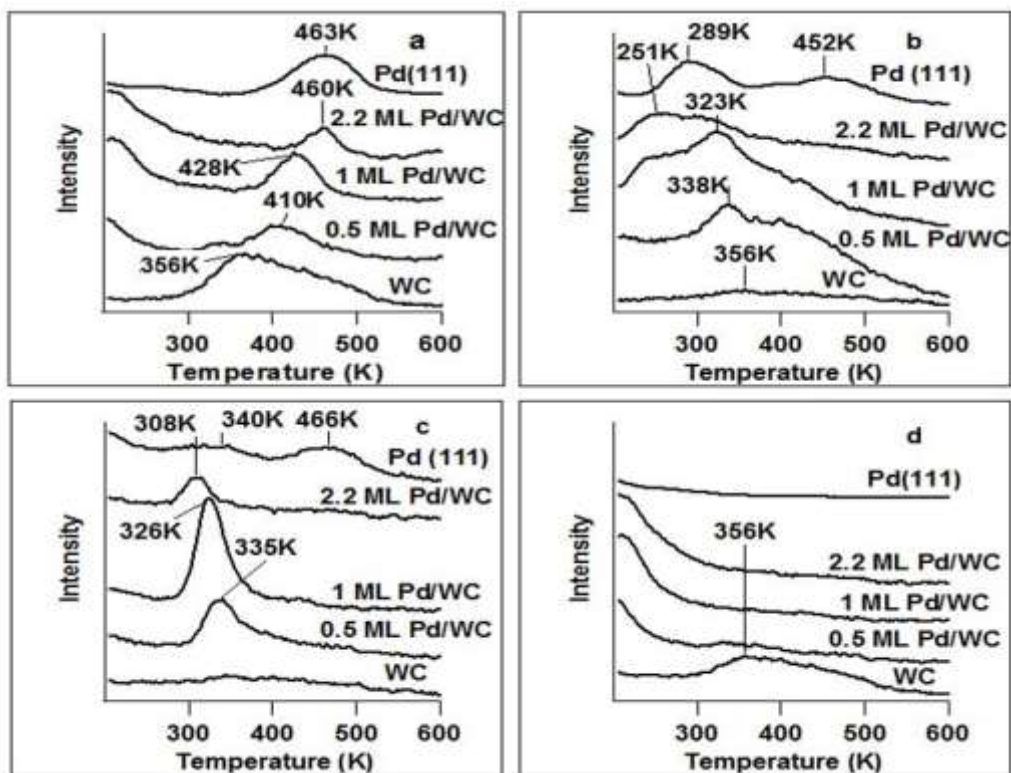 463K
a
Pd(111)
460K
2.2 ML Pd/WC
428K
1 ML Pd/WC
410K
0.5 ML Pd/WC
356K
WC
Intensity
300 400 500 600
Temperature (K)
289K
b
251K
452K
Pd (111)
323K
2.2 ML Pd/WC
1 ML Pd/WC
338K
0.5 ML Pd/WC
356K
WC
Intensity
300 400 500 600
Temperature (K)
308K 340K 466K
c
Pd (111)
2.2 ML Pd/WC
326K
335K
1 ML Pd/WC
0.5 ML Pd/WC
WC
Intensity
300 400 500 600
Temperature (K)
d
Pd(111)
356K
2.2 ML Pd/WC
1 ML Pd/WC
0.5 ML Pd/WC
WC
Intensity
300 400 500 600
Temperature (K)